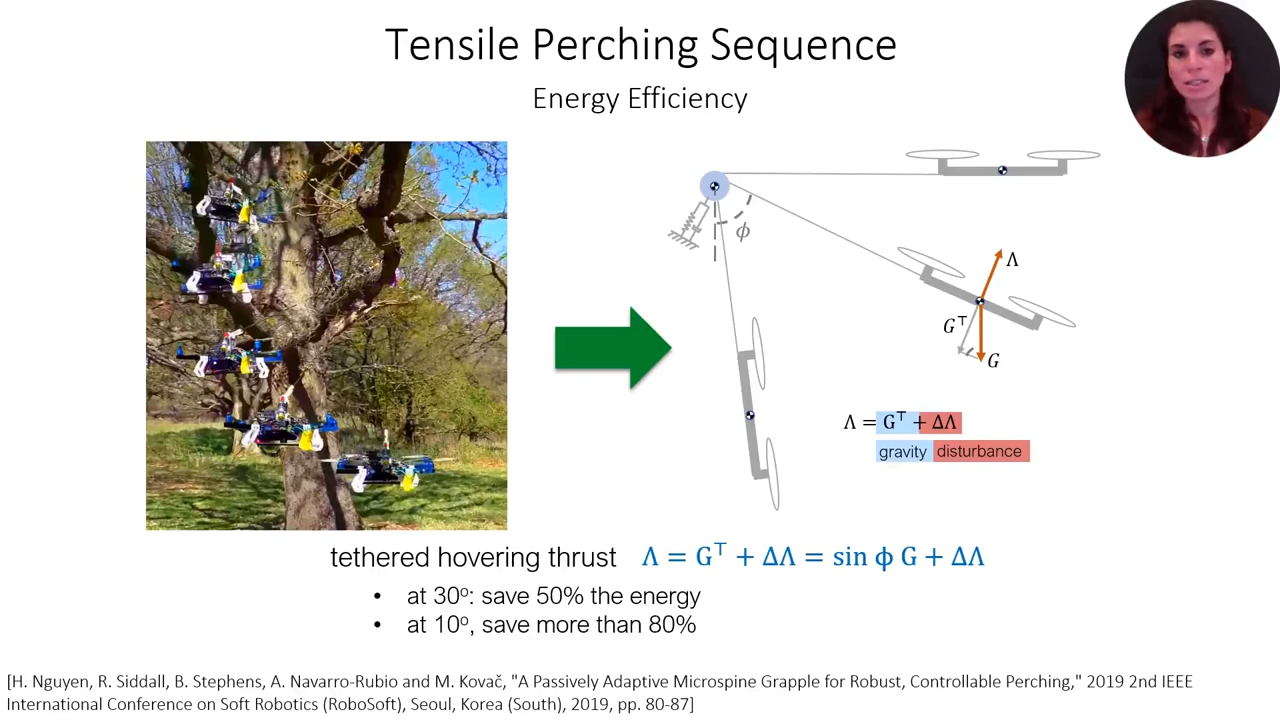 Tensile Perching Sequence
Energy Efficiency
ϕ
Λ
G⊤
G
Λ = G⊤ + ΔΛ
gravity disturbance
tethered hovering thrust Λ = G⊤ + ΔΛ = sin ϕ G + ΔΛ
• at 30º: save 50% the energy
• at 10º, save more than 80%
[H. Nguyen, R. Siddall, B. Stephens, A. Navarro-Rubio and M. Kovač, "A Passively Adaptive Microspine Grapple for Robust, Controllable Perching," 2019 2nd IEEE
International Conference on Soft Robotics (RoboSoft), Seoul, Korea (South), 2019, pp. 80-87]